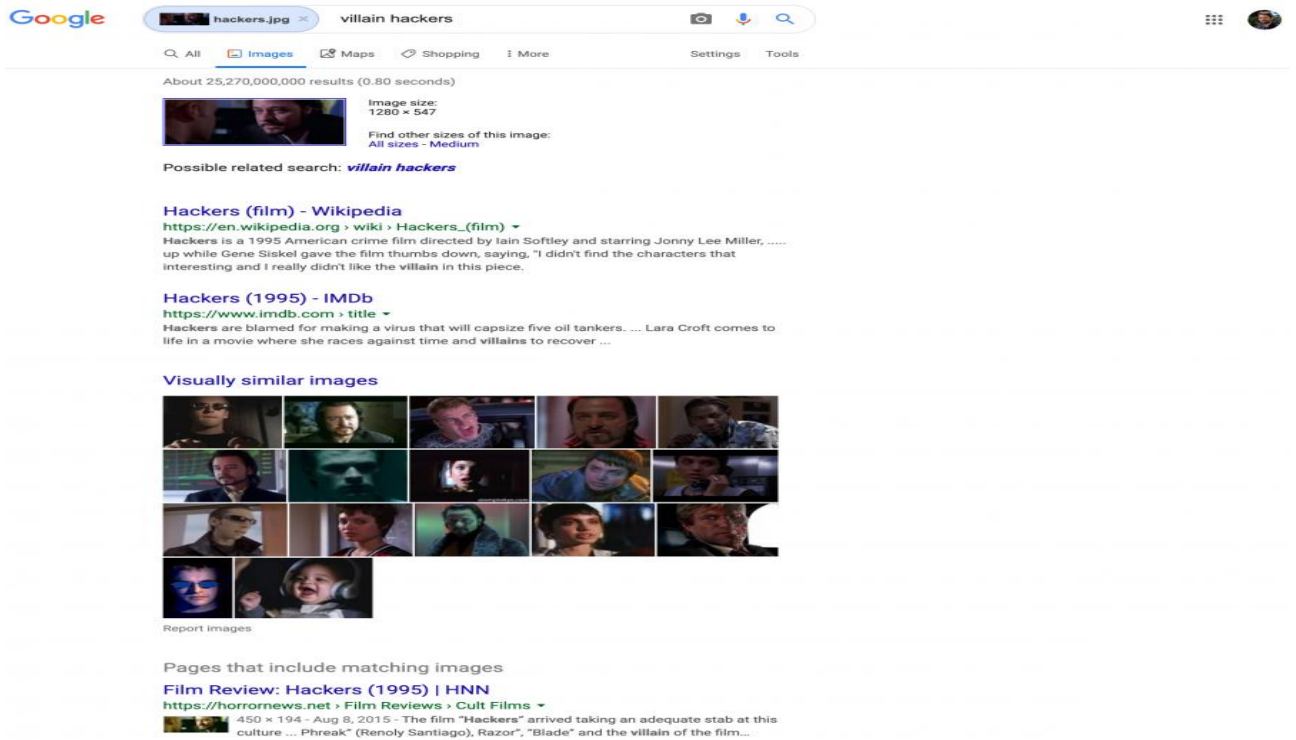 Google
hackers.jpg × villain hackers
All Images Maps Shopping More Settings Tools
About 25,270,000,000 results (0.80 seconds)
Image size:
1280 × 547
Find other sizes of this image:
All sizes - Medium
Possible related search: villain hackers
Hackers (film) - Wikipedia
https://en.wikipedia.org › wiki › Hackers_(film)
Hackers is a 1995 American crime film directed by Iain Softley and starring Jonny Lee Miller, .....
up while Gene Siskel gave the film thumbs down, saying, "I didn't find the characters that
interesting and I really didn't like the villain in this piece.
Hackers (1995) - IMDb
https://www.imdb.com › title
Hackers are blamed for making a virus that will capsize five oil tankers. ... Lara Croft comes to
life in a movie where she races against time and villains to recover ...
Visually similar images
Report images
Pages that include matching images
Film Review: Hackers (1995) | HNN
https://horrornews.net › Film Reviews › Cult Films
450 × 194 - Aug 8, 2015 - The film "Hackers" arrived taking an adequate stab at this
culture ... Phreak" (Renoly Santiago), Razor", "Blade" and the villain of the film...